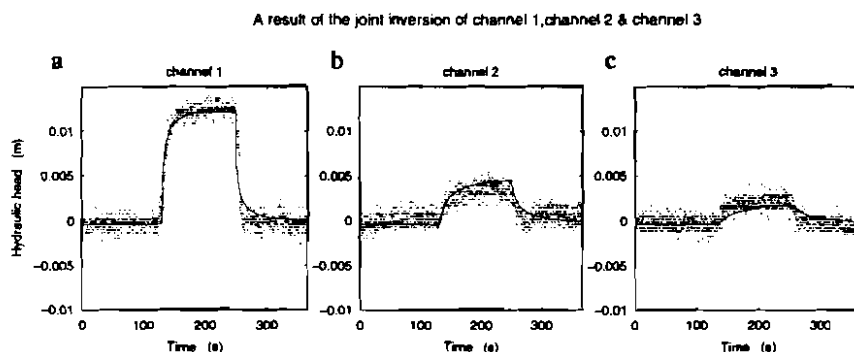 A result of the joint inversion of channel 1,channel 2 & channel 3
a
channel 1
b
channel 2
c
channel 3
Hydraulic head (m)
0.01
0.005
0
−0.005
−0.01
0 100 200 300
Time (s)
0.01
0.005
0
−0.005
−0.01
0 100 200 300
Time (s)
0.01
0.005
0
−0.005
−0.01
0 100 200 300
Time (s)